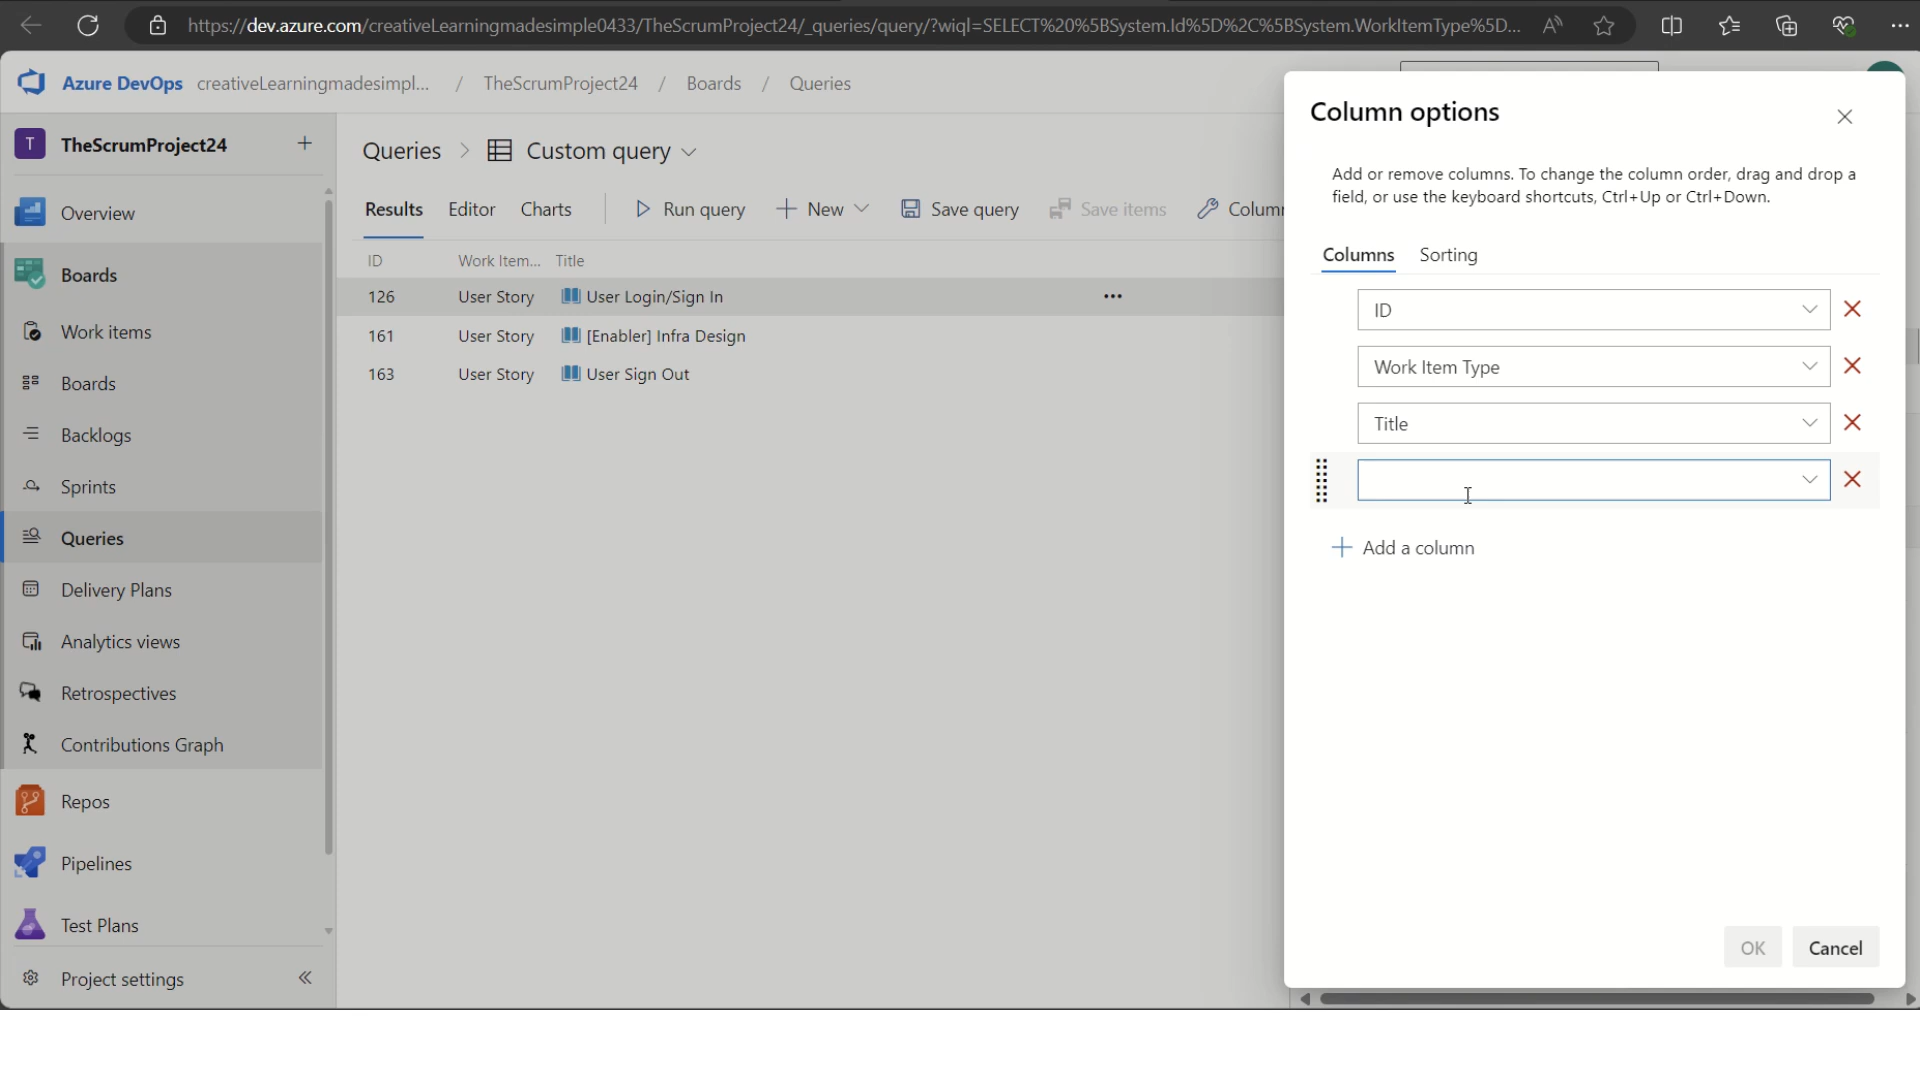 https://dev.azure.com/creativeLearningmadesimple0433/TheScrumProject24/_queries/query/?wiql=SELECT%20%5BSystem.Id%5D%2C%5BSystem.WorkItemType%5D...
Azure DevOps creativeLearningmadesimpl... / TheScrumProject24 / Boards / Queries
T TheScrumProject24
Overview
Boards
Work items
Boards
Backlogs
Sprints
Queries
Delivery Plans
Analytics views
Retrospectives
Contributions Graph
Repos
Pipelines
Test Plans
Project settings
Queries > Custom query
Results Editor Charts Run query New Save query Save items Colum
ID Work Item... Title
126 User Story User Login/Sign In ...
161 User Story [Enabler] Infra Design
163 User Story User Sign Out
Column options
Add or remove columns. To change the column order, drag and drop a
field, or use the keyboard shortcuts, Ctrl+Up or Ctrl+Down.
Columns Sorting
ID
Work Item Type
Title
Add a column
OK Cancel